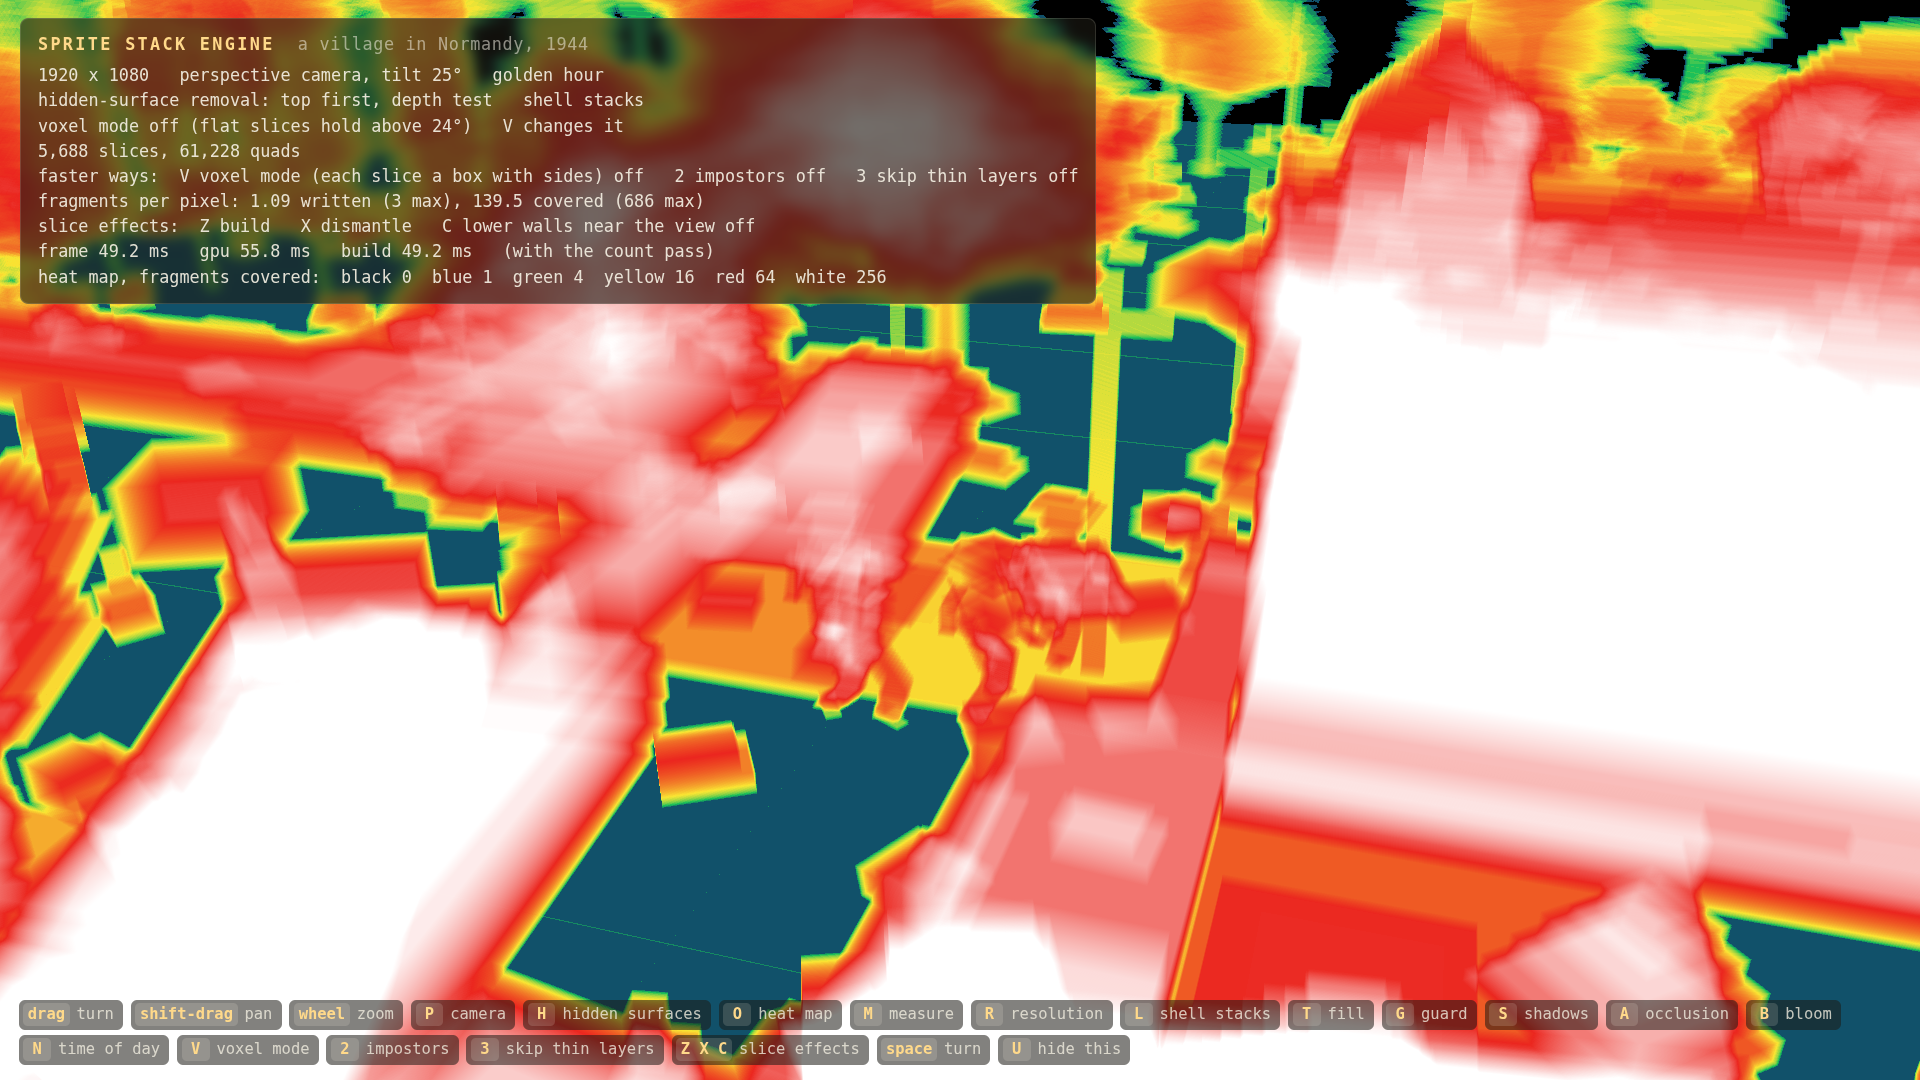 SPRITE STACK ENGINE a village in Normandy, 1944
1920 x 1080 perspective camera, tilt 25° golden hour
hidden-surface removal: top first, depth test shell stacks
voxel mode off (flat slices hold above 24°) V changes it
5,688 slices, 61,228 quads
faster ways: V voxel mode (each slice a box with sides) off 2 impostors off 3 skip thin layers off
fragments per pixel: 1.09 written (3 max), 139.5 covered (686 max)
slice effects: Z build X dismantle C lower walls near the view off
frame 49.2 ms gpu 55.8 ms build 49.2 ms (with the count pass)
heat map, fragments covered: black 0 blue 1 green 4 yellow 16 red 64 white 256
drag turn shift-drag pan wheel zoom P camera H hidden surfaces O heat map M measure R resolution L shell stacks T fill G guard S shadows A occlusion B bloom
N time of day V voxel mode 2 impostors 3 skip thin layers Z X C slice effects space turn U hide this